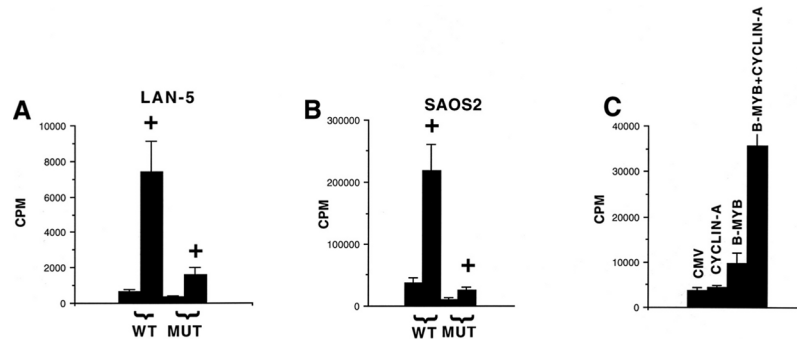 A
LAN-5
CPM
10000
8000
6000
4000
2000
0
+
+
WT
MUT
B
SAOS2
CPM
300000
200000
100000
0
+
+
WT
MUT
C
CPM
40000
30000
20000
10000
0
CMV
CYCLIN-A
B-MYB
B-MYB+CYCLIN-A